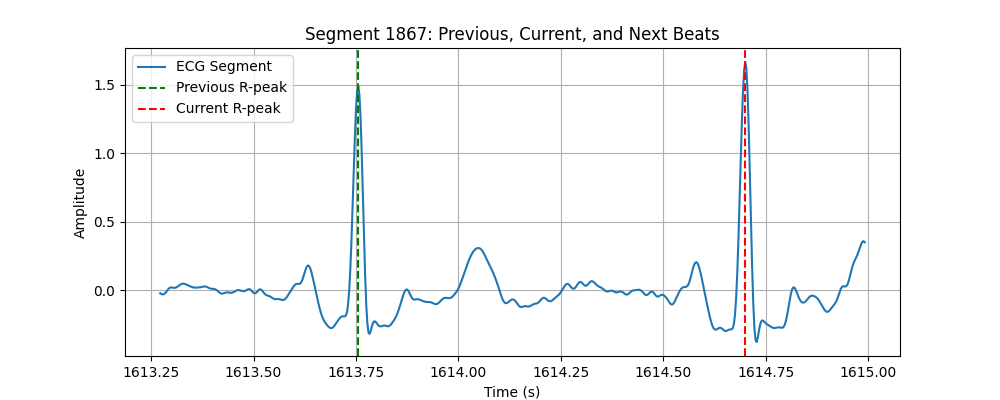 Segment 1867: Previous, Current, and Next Beats
ECG Segment
Previous R-peak
Current R-peak
Amplitude
1.5
1.0
0.5
0.0
1613.25 1613.50 1613.75 1614.00 1614.25 1614.50 1614.75 1615.00
Time (s)